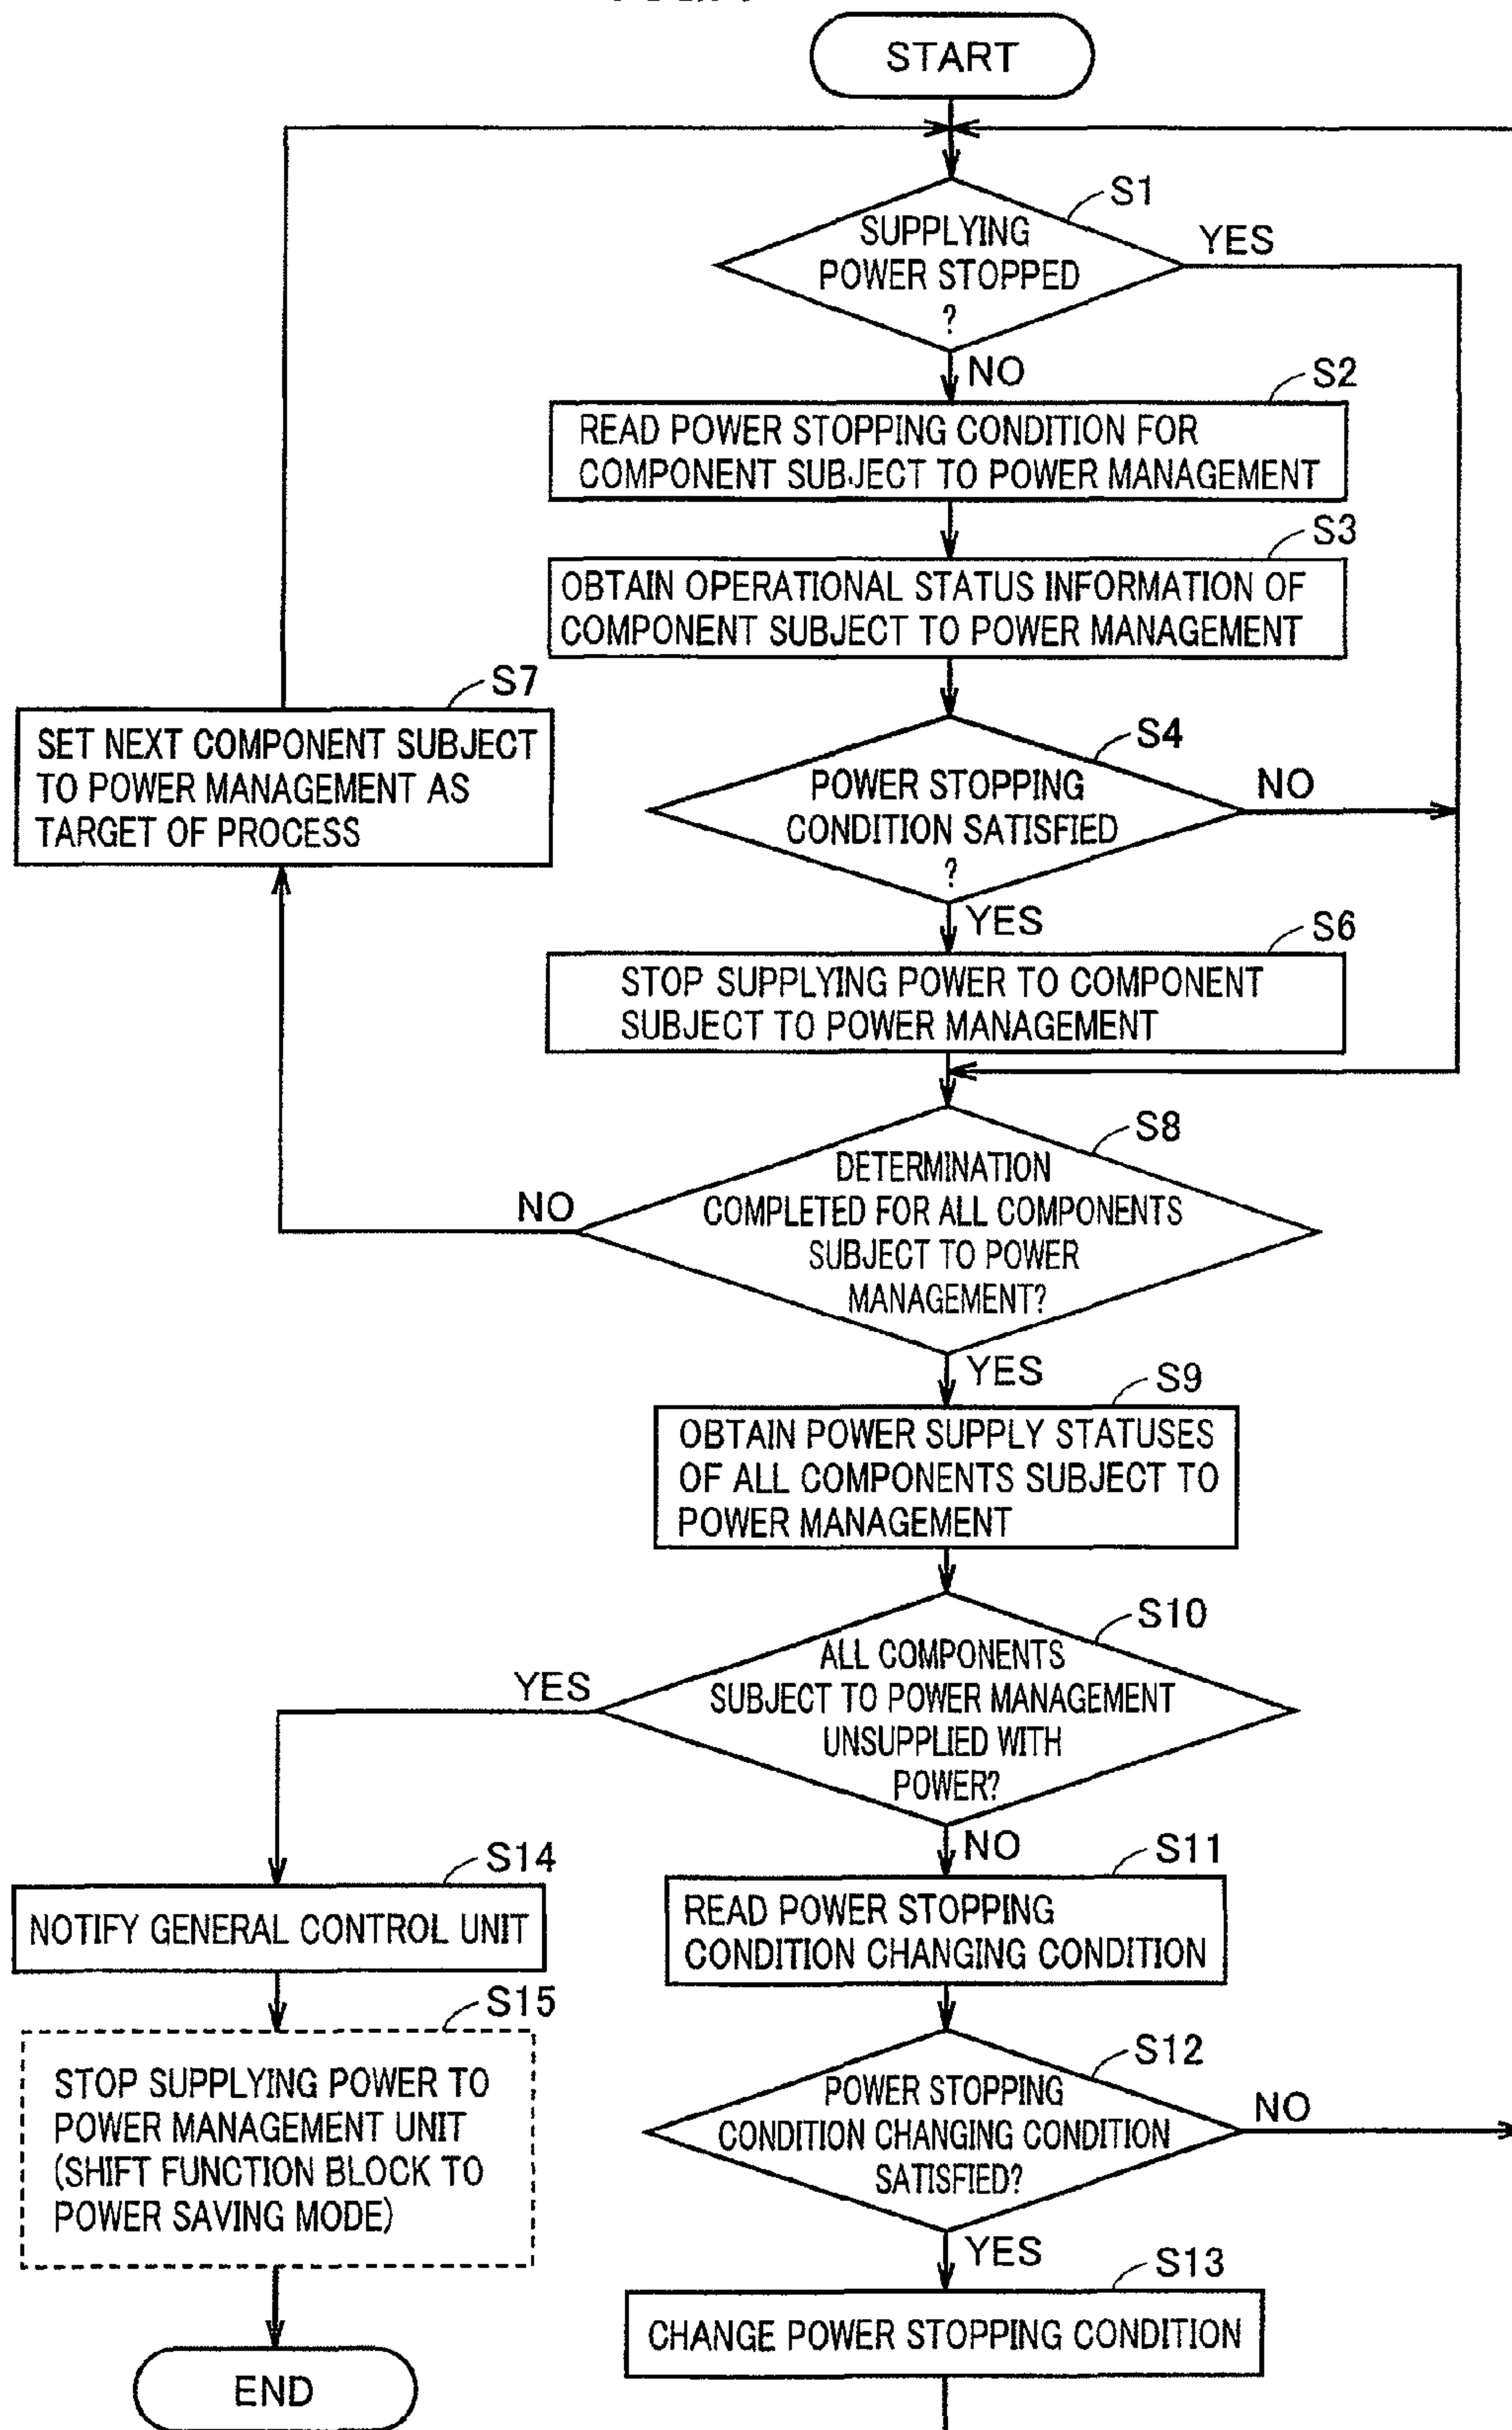 START
S1
SUPPLYING
POWER STOPPED
?
YES
NO
S2
READ POWER STOPPING CONDITION FOR
COMPONENT SUBJECT TO POWER MANAGEMENT
S3
OBTAIN OPERATIONAL STATUS INFORMATION OF
COMPONENT SUBJECT TO POWER MANAGEMENT
S7
SET NEXT COMPONENT SUBJECT
TO POWER MANAGEMENT AS
TARGET OF PROCESS
S4
POWER STOPPING
CONDITION SATISFIED
?
NO
YES
S6
STOP SUPPLYING POWER TO COMPONENT
SUBJECT TO POWER MANAGEMENT
S8
DETERMINATION
COMPLETED FOR ALL COMPONENTS
SUBJECT TO POWER
MANAGEMENT?
NO
YES
S9
OBTAIN POWER SUPPLY STATUSES
OF ALL COMPONENTS SUBJECT TO
POWER MANAGEMENT
S10
ALL COMPONENTS
SUBJECT TO POWER MANAGEMENT
UNSUPPLIED WITH
POWER?
YES
NO
S14
NOTIFY GENERAL CONTROL UNIT
S11
READ POWER STOPPING
CONDITION CHANGING CONDITION
S15
STOP SUPPLYING POWER TO
POWER MANAGEMENT UNIT
(SHIFT FUNCTION BLOCK TO
POWER SAVING MODE)
S12
POWER STOPPING
CONDITION CHANGING CONDITION
SATISFIED?
NO
YES
S13
CHANGE POWER STOPPING CONDITION
END